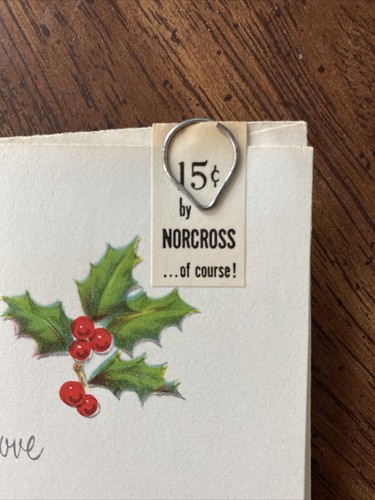 15¢
by
NORCROSS
...of course!